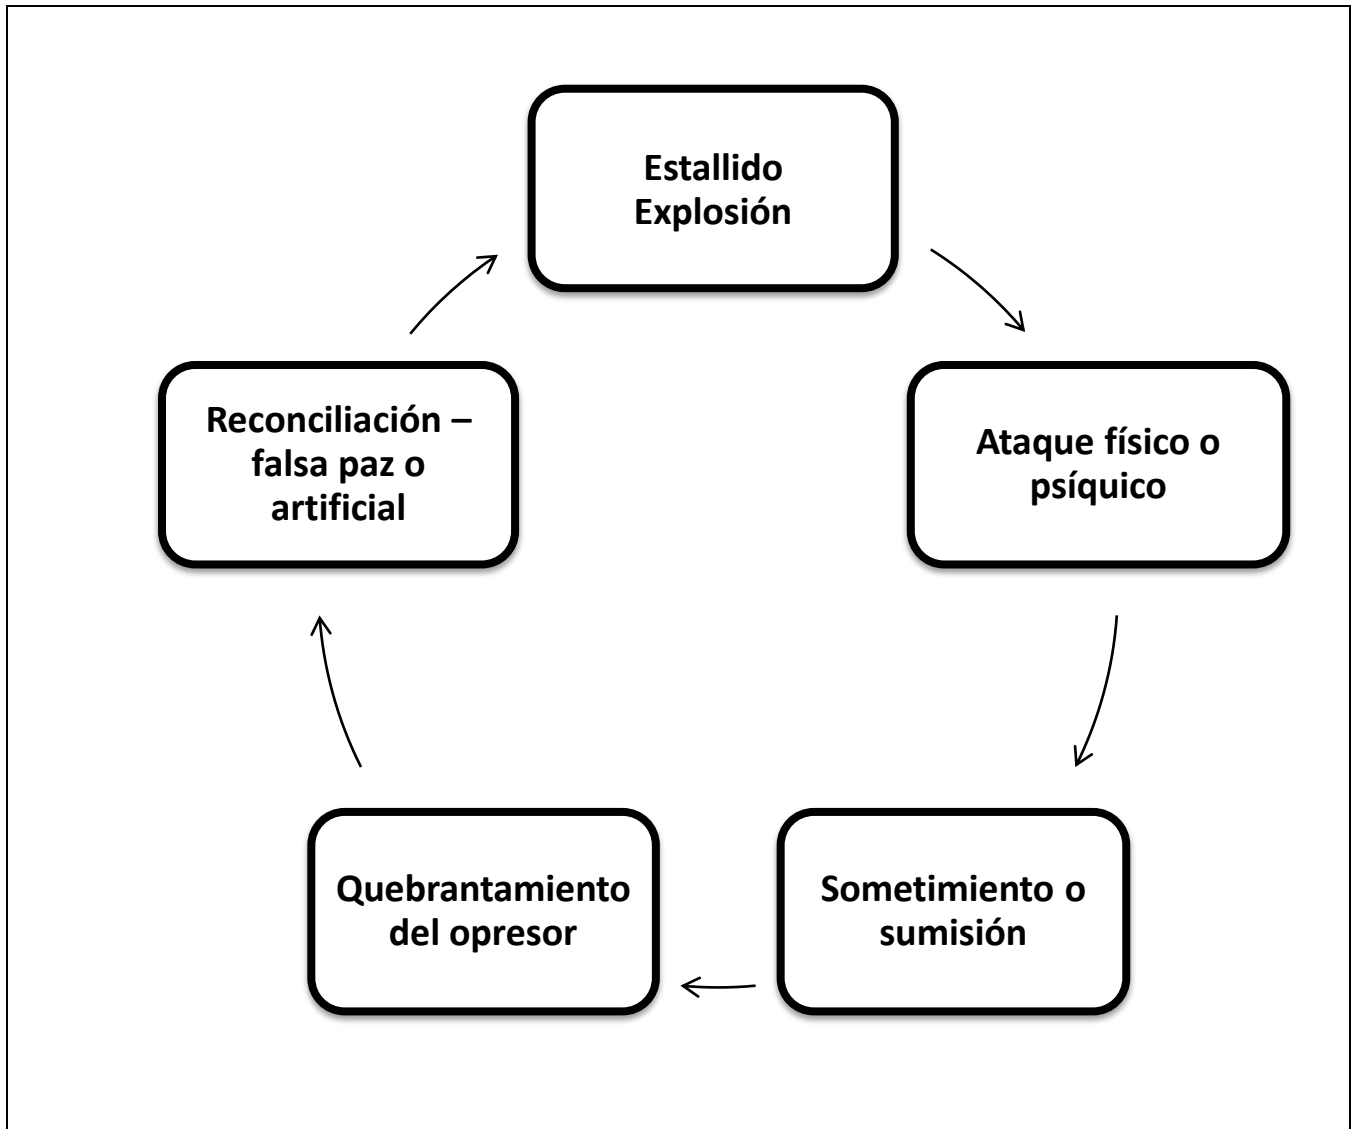 Estallido
Explosión
Ataque físico o
psíquico
Sometimiento o
sumisión
Quebrantamiento
del opresor
Reconciliación –
falsa paz o
artificial